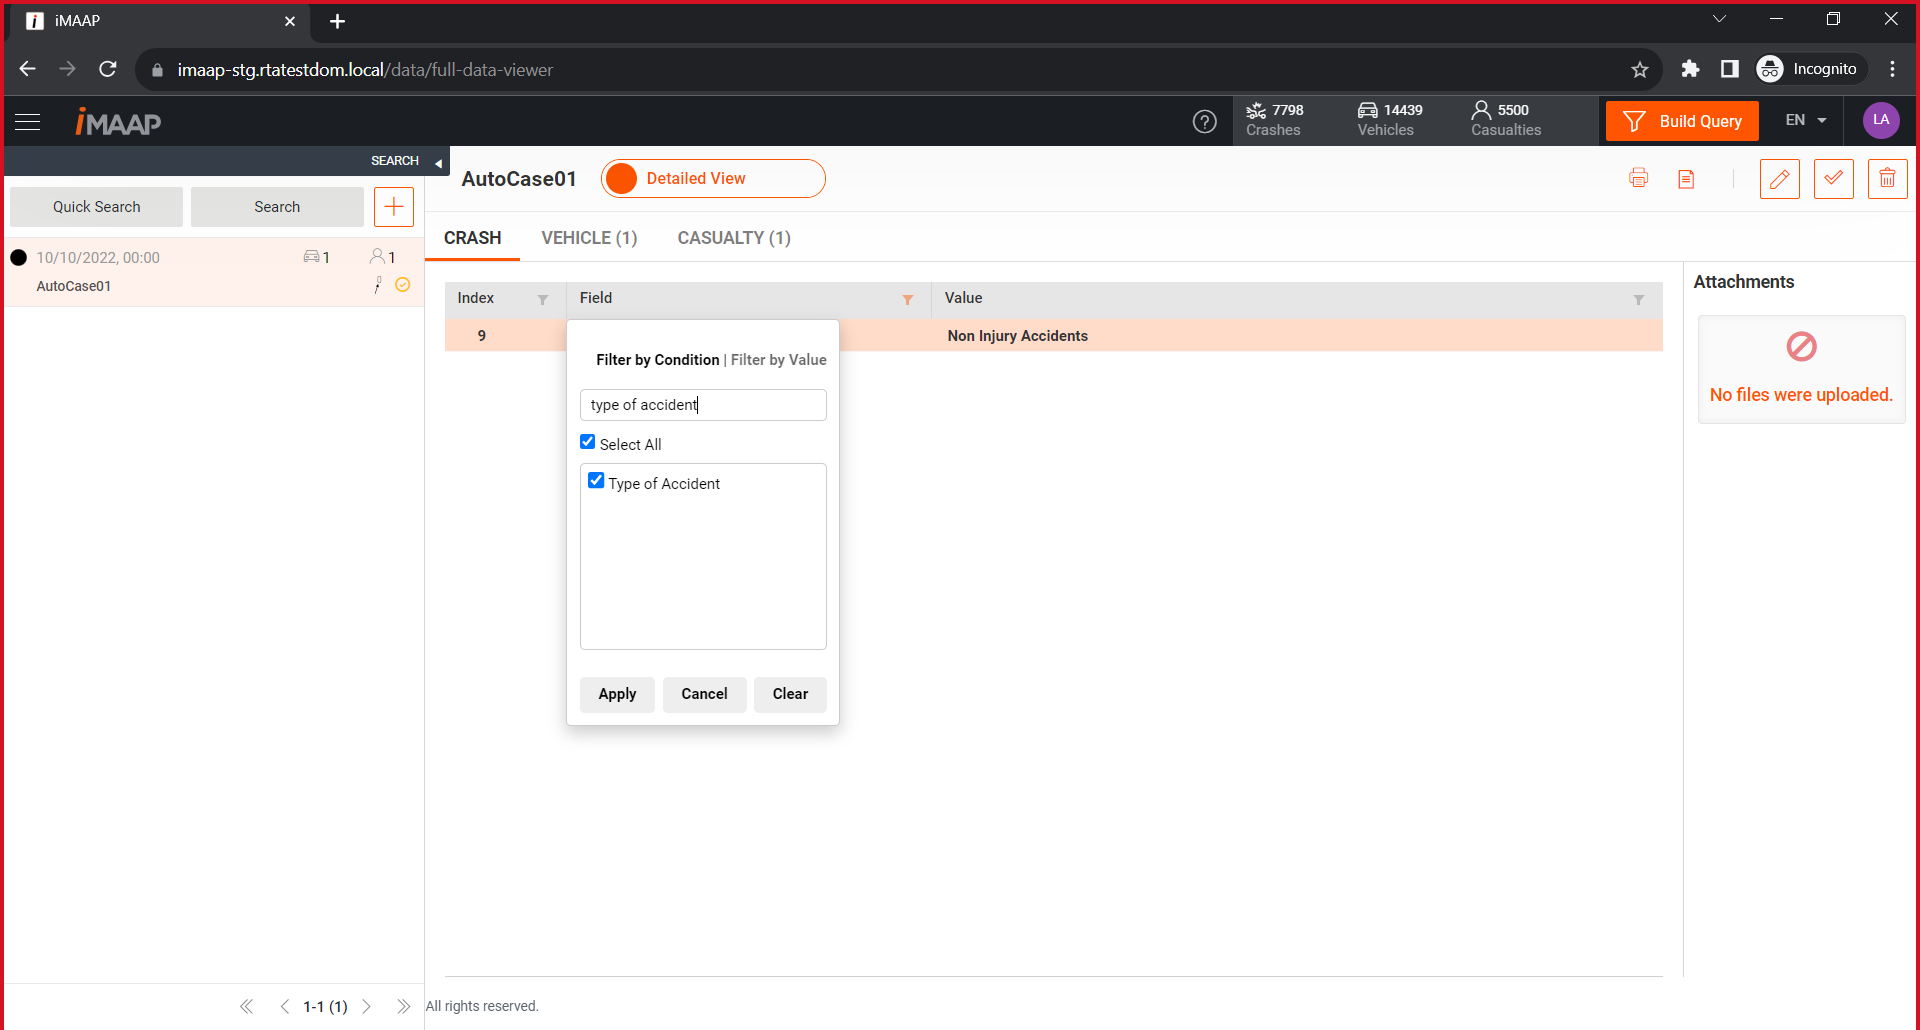 iMAAP
imaap-stg.rtatestdom.local/data/full-data-viewer
Incognito
iMAAP
7798
Crashes
14439
Vehicles
5500
Casualties
Build Query
EN
LA
SEARCH
Quick Search
Search
10/10/2022, 00:00
1
1
AutoCase01
AutoCase01
Detailed View
CRASH
VEHICLE (1)
CASUALTY (1)
Index
Field
Value
9
Non Injury Accidents
Filter by Condition | Filter by Value
type of accident
Select All
Type of Accident
Apply
Cancel
Clear
Attachments
No files were uploaded.
1-1 (1)
All rights reserved.